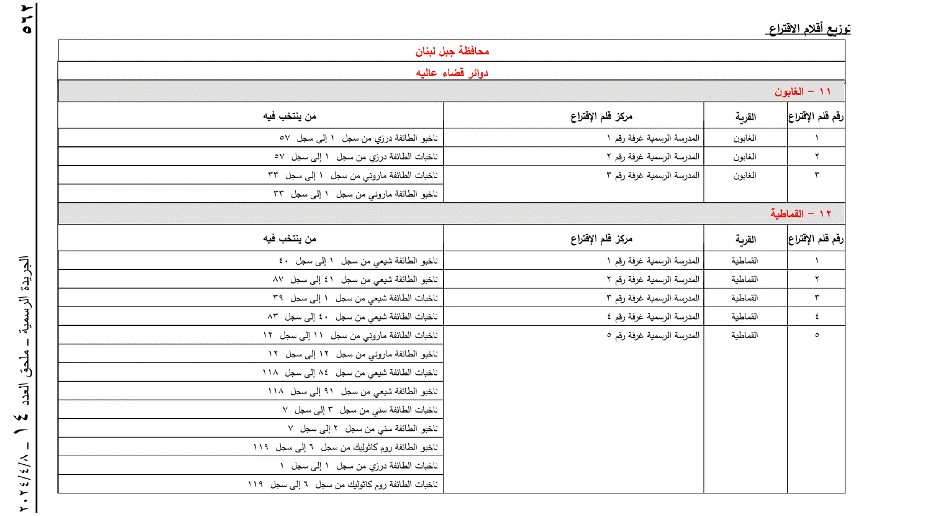 توزيع أقلام الاقتراع
محافظة جبل لبنان
دوائر قضاء عاليه
١١ - الغابون
رقم قلم الإقتراع القرية مركز قلم الإقتراع من ينتخب فيه
١ الغابون المدرسة الرسمية غرفة رقم ١ ناخبو الطائفة درزي من سجل ١ إلى سجل ٥٧
٢ الغابون المدرسة الرسمية غرفة رقم ٢ ناخبات الطائفة درزي من سجل ١ إلى سجل ٥٧
٣ الغابون المدرسة الرسمية غرفة رقم ٣ ناخبات الطائفة ماروني من سجل ١ إلى سجل ٣٣
ناخبو الطائفة ماروني من سجل ١ إلى سجل ٣٣
١٢ - القماطية
رقم قلم الإقتراع القرية مركز قلم الإقتراع من ينتخب فيه
١ القماطية المدرسة الرسمية غرفة رقم ١ ناخبو الطائفة شيعي من سجل ١ إلى سجل ٤٠
٢ القماطية المدرسة الرسمية غرفة رقم ٢ ناخبو الطائفة شيعي من سجل ٤١ إلى سجل ٨٧
٣ القماطية المدرسة الرسمية غرفة رقم ٣ ناخبات الطائفة شيعي من سجل ١ إلى سجل ٣٩
٤ القماطية المدرسة الرسمية غرفة رقم ٤ ناخبات الطائفة شيعي من سجل ٤٠ إلى سجل ٨٣
٥ القماطية المدرسة الرسمية غرفة رقم ٥ ناخبات الطائفة ماروني من سجل ١١ إلى سجل ١٢
ناخبو الطائفة ماروني من سجل ١٢ إلى سجل ١٢
ناخبات الطائفة شيعي من سجل ٨٤ إلى سجل ١١٨
ناخبو الطائفة شيعي من سجل ٩١ إلى سجل ١١٨
ناخبات الطائفة سني من سجل ٣ إلى سجل ٧
ناخبو الطائفة سني من سجل ٢ إلى سجل ٧
ناخبو الطائفة روم كاثوليك من سجل ٦ إلى سجل ١١٩
ناخبات الطائفة درزي من سجل ١ إلى سجل ١
ناخبات الطائفة روم كاثوليك من سجل ٦ إلى سجل ١١٩
٥٦٢
الجريدة الرسمية – ملحق العدد ١٤ – ٢٠٢٤/٤/٨